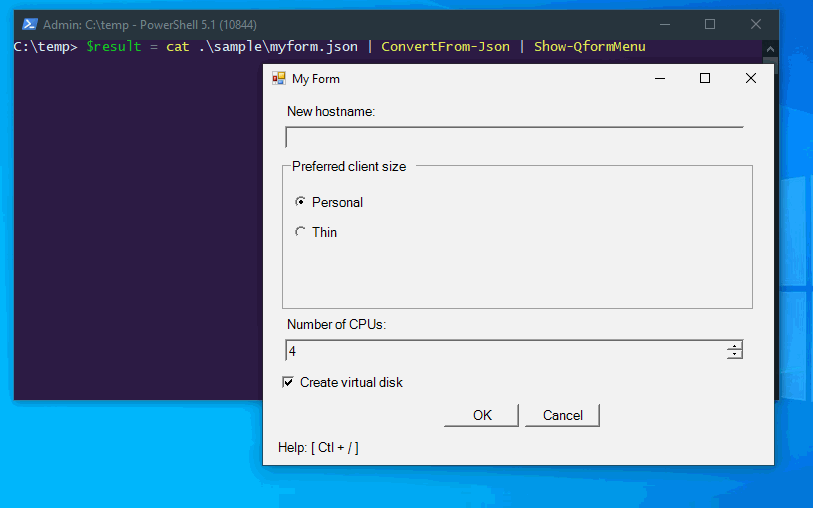 Admin: C:\temp - PowerShell 5.1 (10844)
C:\temp> $result = cat .\sample\myform.json | ConvertFrom-Json | Show-QformMenu
My Form
New hostname:
Preferred client size
Personal
Thin
Number of CPUs:
4
Create virtual disk
OK Cancel
Help: [ Ctl + / ]